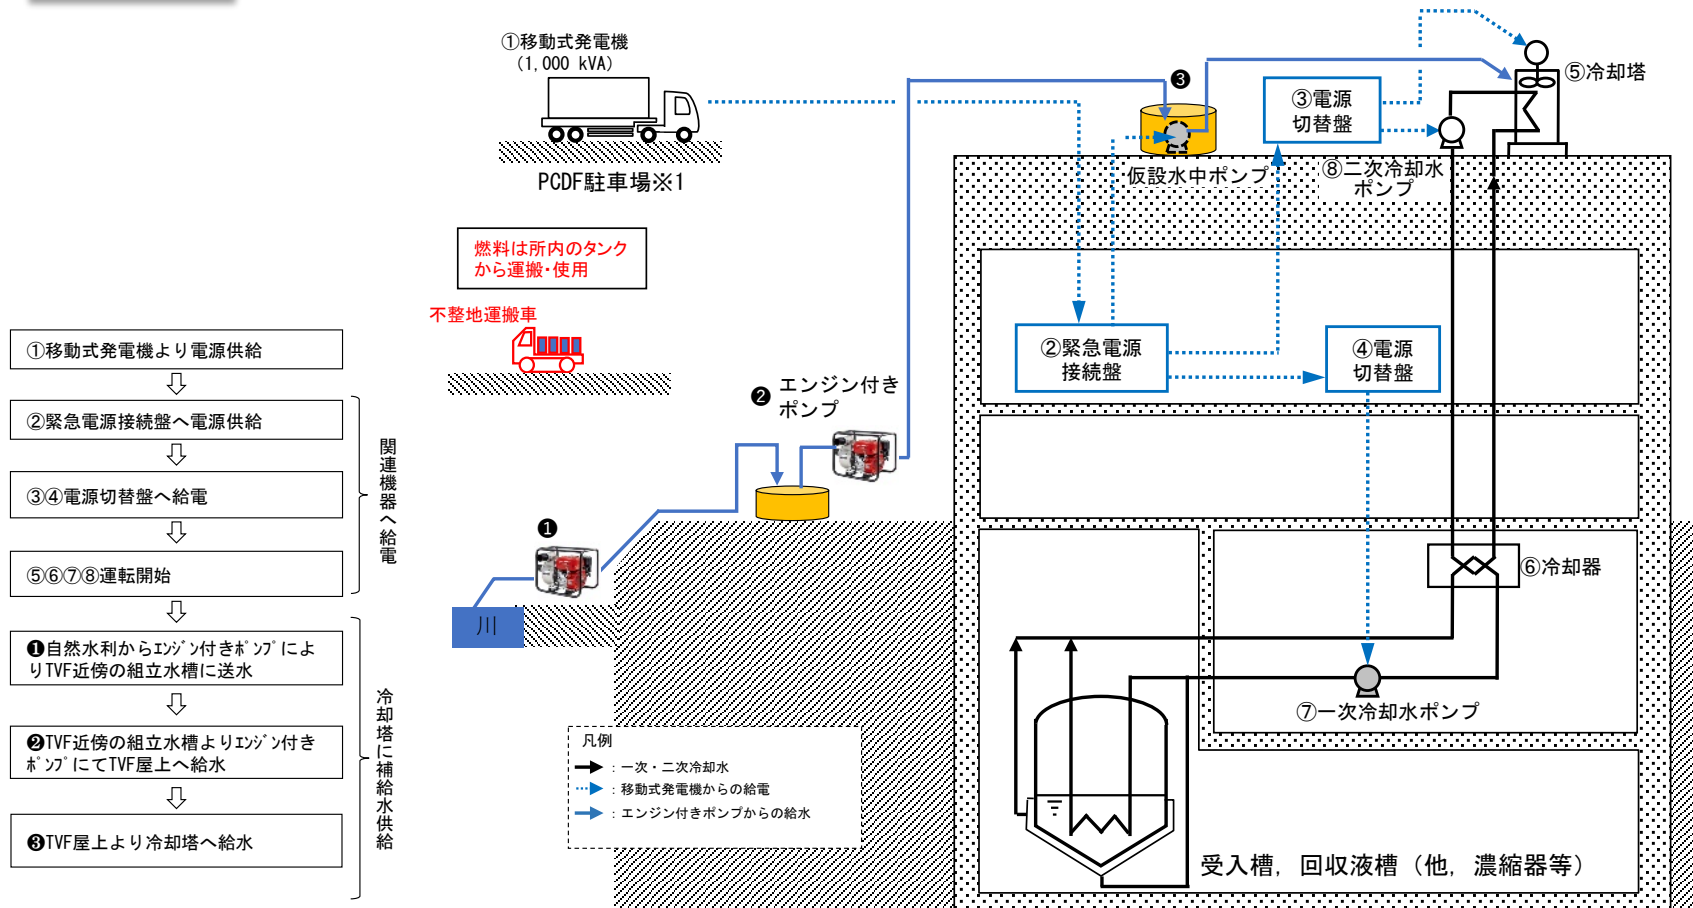 ①移動式発電機
(1,000 kVA)
PCDF駐車場※1
燃料は所内のタンク
から運搬・使用
不整地運搬車
①移動式発電機より電源供給
②緊急電源接続盤へ電源供給
③④電源切替盤へ給電
⑤⑥⑦⑧運転開始
関連機器へ給電
❶自然水利からｴﾝｼﾞﾝ付きﾎﾟﾝﾌﾟによ
りTVF近傍の組立水槽に送水
❷TVF近傍の組立水槽よりｴﾝｼﾞﾝ付き
ﾎﾟﾝﾌﾟにてTVF屋上へ給水
❸TVF屋上より冷却塔へ給水
冷却塔に補給水供給
❶
川
❷
エンジン付き
ポンプ
❸
仮設水中ポンプ
③電源
切替盤
⑤冷却塔
⑧二次冷却水
ポンプ
②緊急電源
接続盤
④電源
切替盤
⑥冷却器
⑦一次冷却水ポンプ
受入槽，回収液槽（他，濃縮器等）
凡例
：一次・二次冷却水
：移動式発電機からの給電
：エンジン付きポンプからの給水